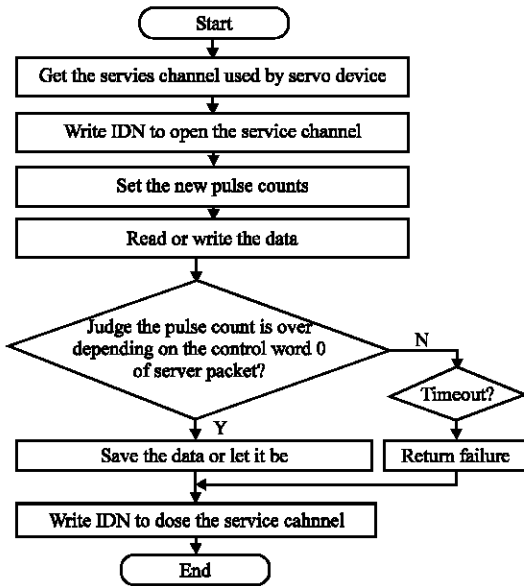 Start
Get the servies channel used by servo device
Write IDN to open the service channel
Set the new pulse counts
Read or write the data
Judge the pulse count is over
depending on the control word 0
of server packet?
N
Timeout?
Y
Save the data or let it be
Return failure
Write IDN to dose the service cahnnel
End